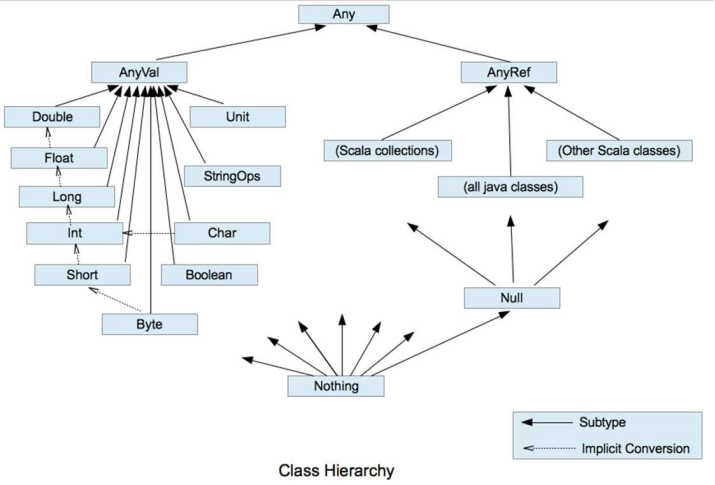 Any
AnyVal
AnyRef
Double
Unit
Float
StringOps
(Scala collections)
(Other Scala classes)
(all java classes)
Long
Int
Char
Short
Boolean
Null
Byte
Nothing
Subtype
Implicit Conversion
Class Hierarchy